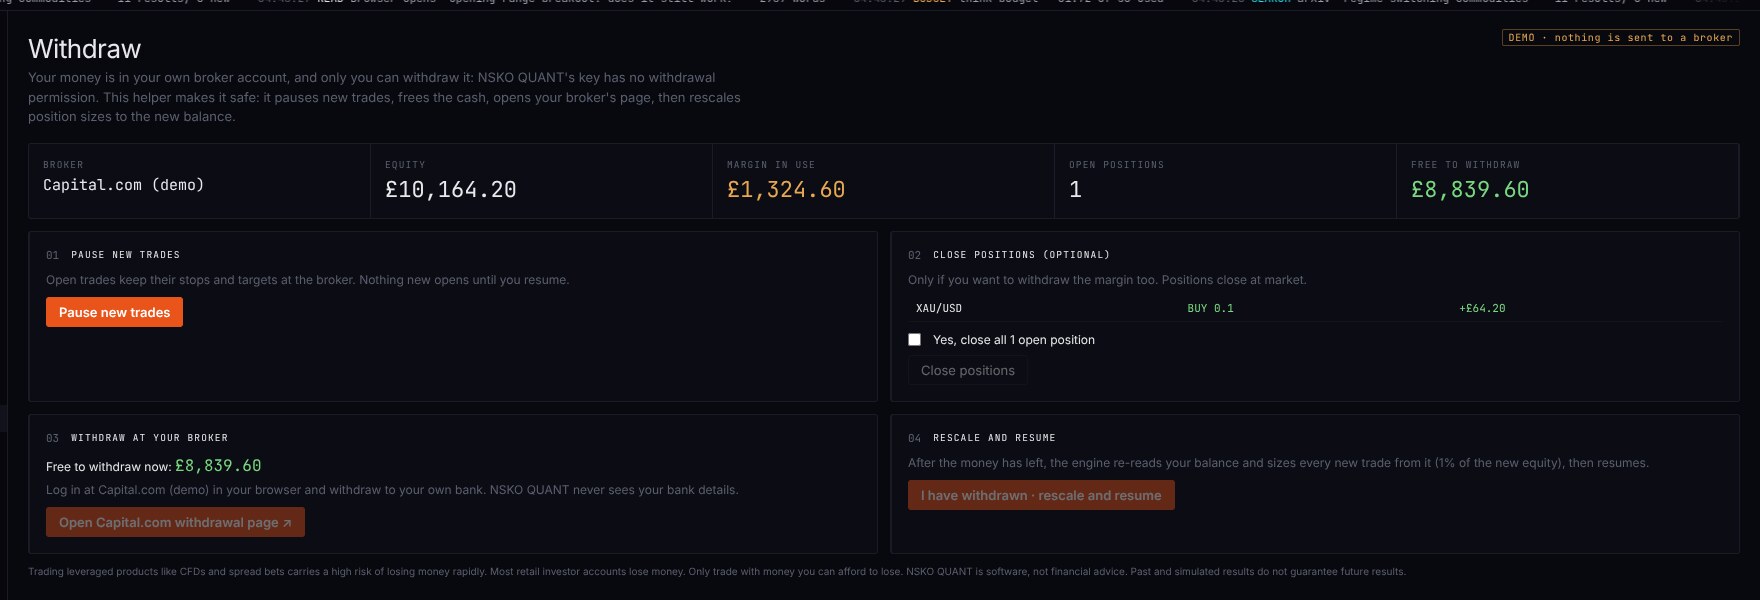 Withdraw
DEMO · nothing is sent to a broker
Your money is in your own broker account, and only you can withdraw it: NSKO QUANT's key has no withdrawal
permission. This helper makes it safe: it pauses new trades, frees the cash, opens your broker's page, then rescales
position sizes to the new balance.
BROKER
Capital.com (demo)
EQUITY
£10,164.20
MARGIN IN USE
£1,324.60
OPEN POSITIONS
1
FREE TO WITHDRAW
£8,839.60
01 PAUSE NEW TRADES
Open trades keep their stops and targets at the broker. Nothing new opens until you resume.
Pause new trades
02 CLOSE POSITIONS (OPTIONAL)
Only if you want to withdraw the margin too. Positions close at market.
XAU/USD BUY 0.1 +£64.20
Yes, close all 1 open position
Close positions
03 WITHDRAW AT YOUR BROKER
Free to withdraw now: £8,839.60
Log in at Capital.com (demo) in your browser and withdraw to your own bank. NSKO QUANT never sees your bank details.
Open Capital.com withdrawal page ↗
04 RESCALE AND RESUME
After the money has left, the engine re-reads your balance and sizes every new trade from it (1% of the new equity), then resumes.
I have withdrawn · rescale and resume
Trading leveraged products like CFDs and spread bets carries a high risk of losing money rapidly. Most retail investor accounts lose money. Only trade with money you can afford to lose. NSKO QUANT is software, not financial advice. Past and simulated results do not guarantee future results.